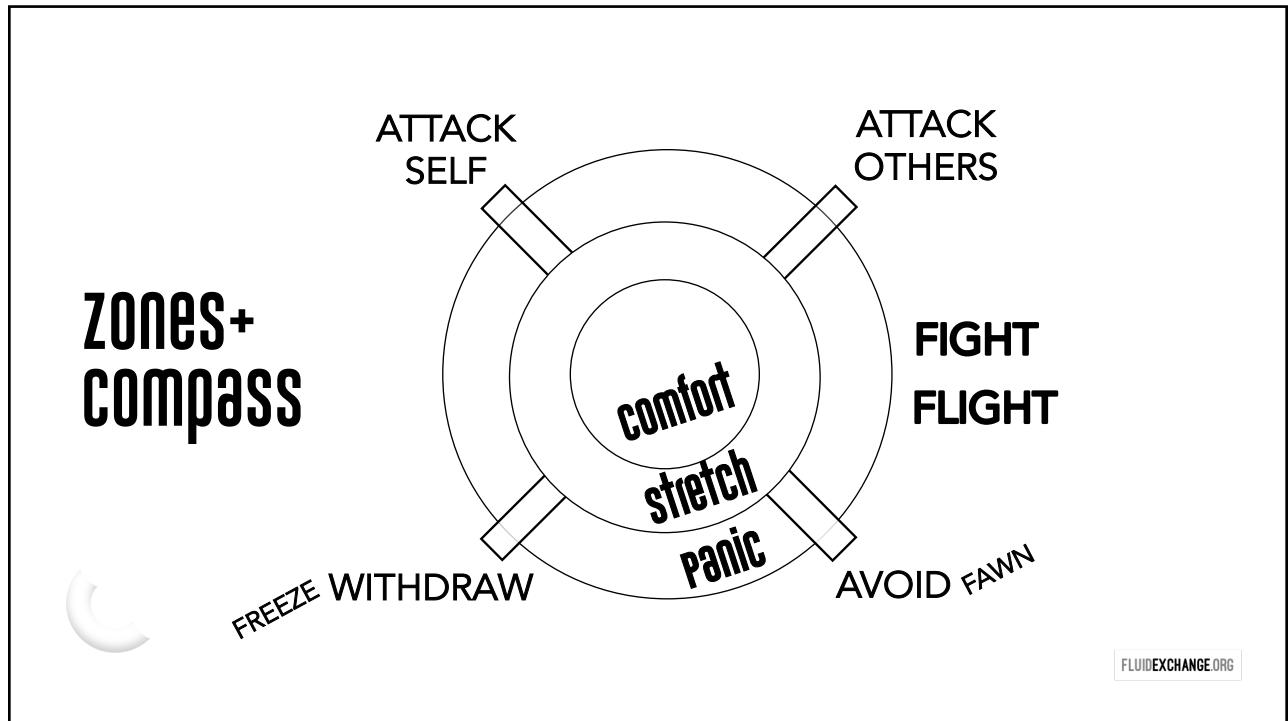 ATTACK
SELF
ATTACK
OTHERS
zones+
compass
FIGHT
FLIGHT
comfort
stretch
panic
FREEZE WITHDRAW
AVOID FAWN
FLUIDEXCHANGE.ORG